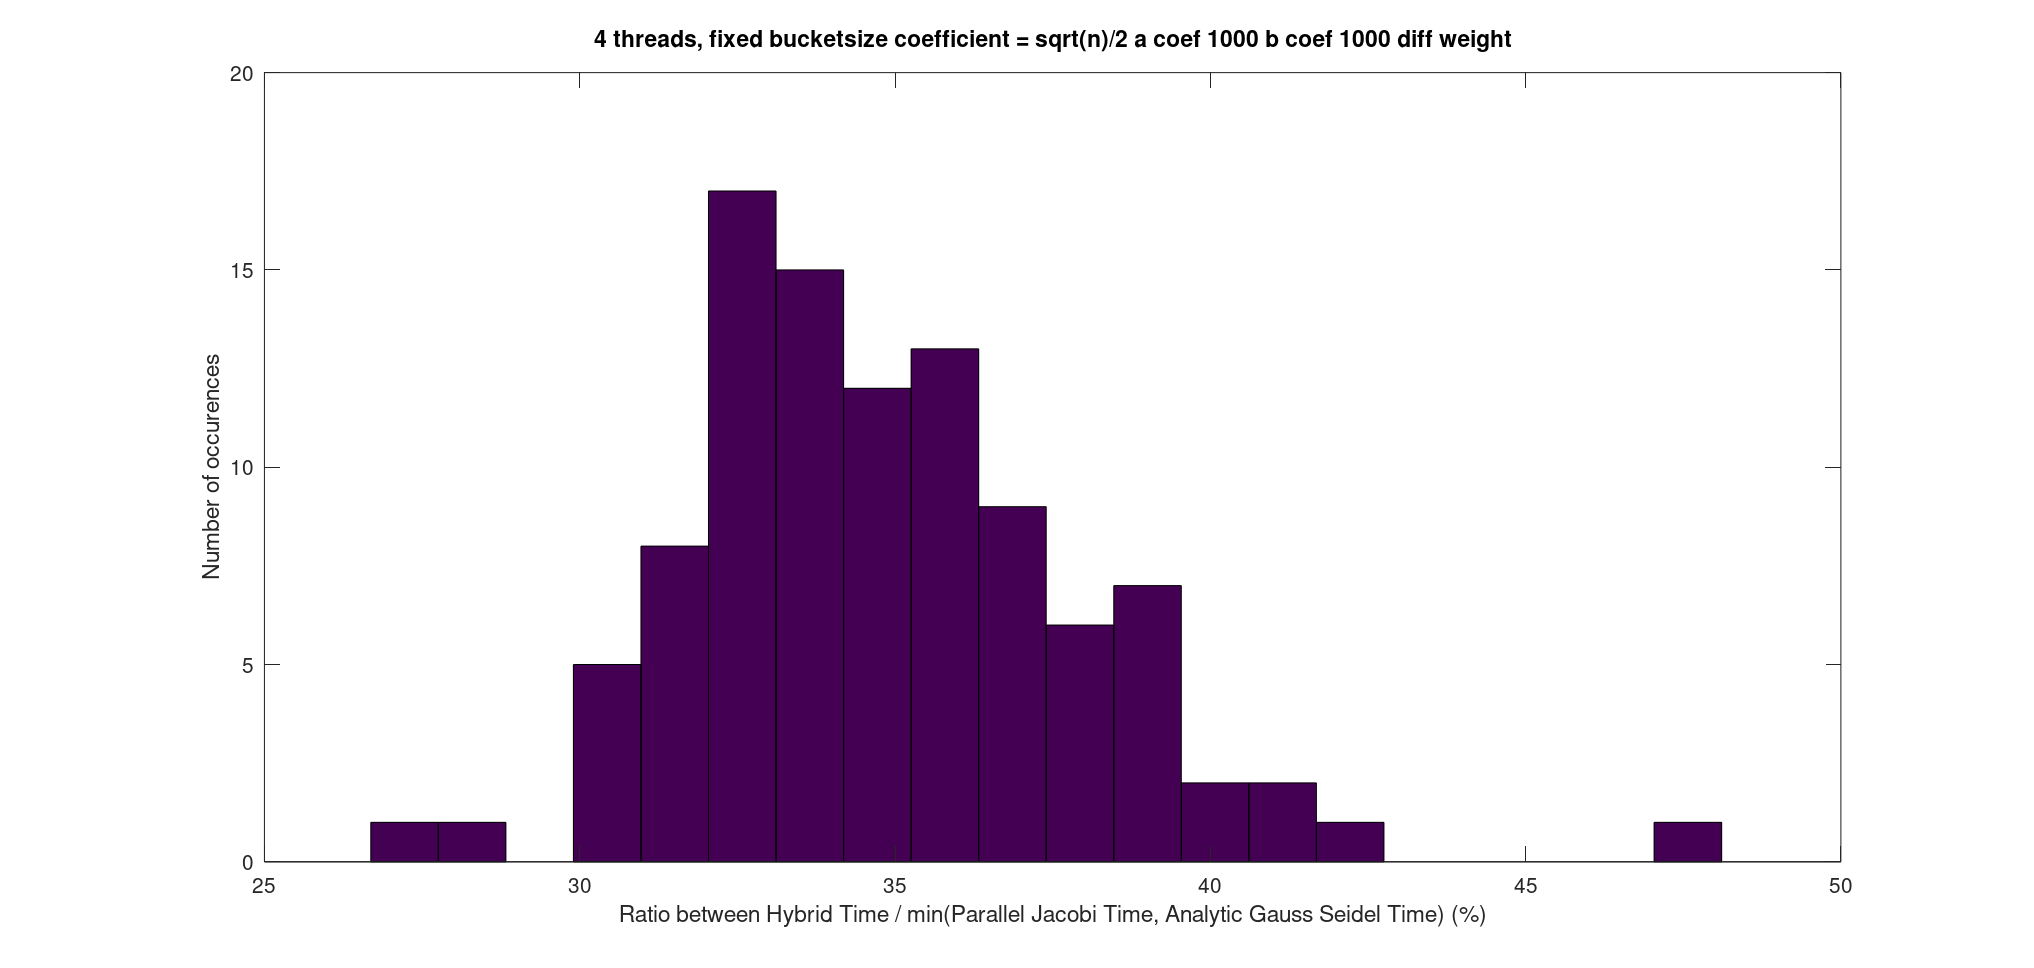 4 threads, fixed bucketsize coefficient = sqrt(n)/2 a coef 1000 b coef 1000 diff weight
20
15
10
5
0
Number of occurences
25 30 35 40 45 50
Ratio between Hybrid Time / min(Parallel Jacobi Time, Analytic Gauss Seidel Time) (%)